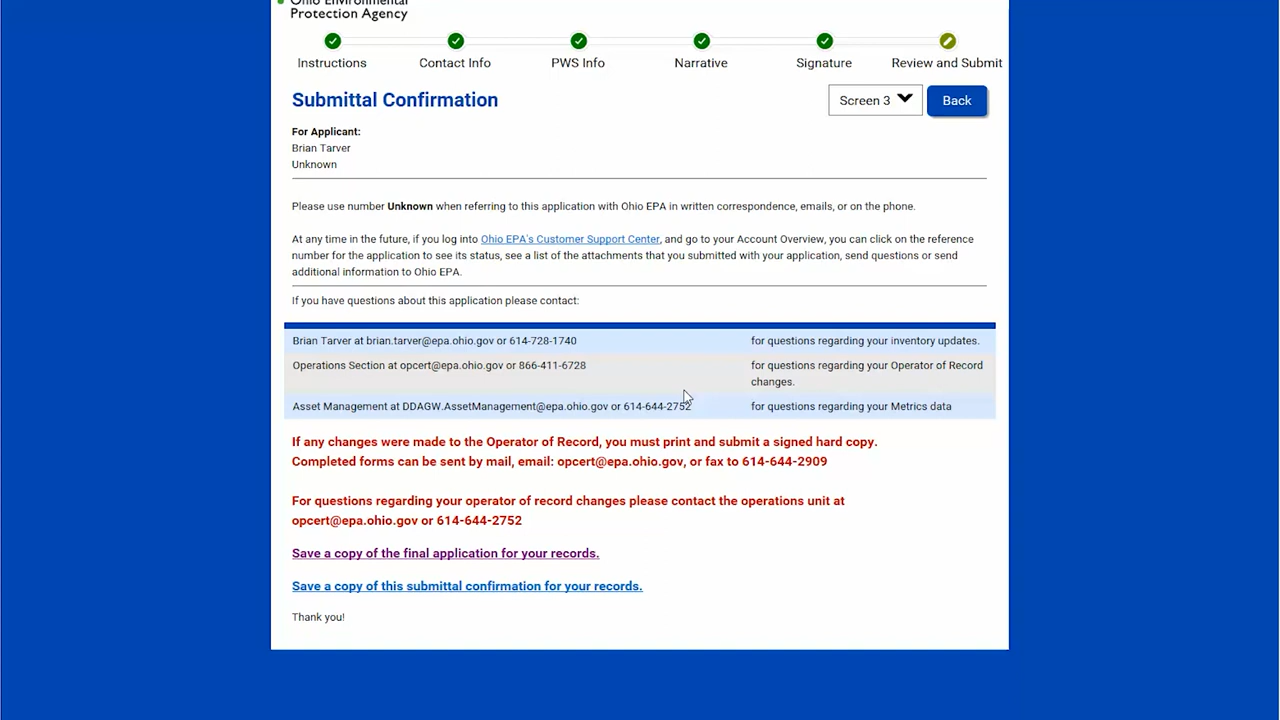 Ohio Environmental
Protection Agency
Instructions
Contact Info
PWS Info
Narrative
Signature
Review and Submit
Submittal Confirmation
Screen 3
Back
For Applicant:
Brian Tarver
Unknown
Please use number Unknown when referring to this application with Ohio EPA in written correspondence, emails, or on the phone.
At any time in the future, if you log into Ohio EPA's Customer Support Center, and go to your Account Overview, you can click on the reference
number for the application to see its status, see a list of the attachments that you submitted with your application, send questions or send
additional information to Ohio EPA.
If you have questions about this application please contact:
Brian Tarver at brian.tarver@epa.ohio.gov or 614-728-1740
for questions regarding your inventory updates.
Operations Section at opcert@epa.ohio.gov or 866-411-6728
for questions regarding your Operator of Record
changes.
Asset Management at DDAGW.AssetManagement@epa.ohio.gov or 614-644-2752
for questions regarding your Metrics data
If any changes were made to the Operator of Record, you must print and submit a signed hard copy.
Completed forms can be sent by mail, email: opcert@epa.ohio.gov, or fax to 614-644-2909
For questions regarding your operator of record changes please contact the operations unit at
opcert@epa.ohio.gov or 614-644-2752
Save a copy of the final application for your records.
Save a copy of this submittal confirmation for your records.
Thank you!